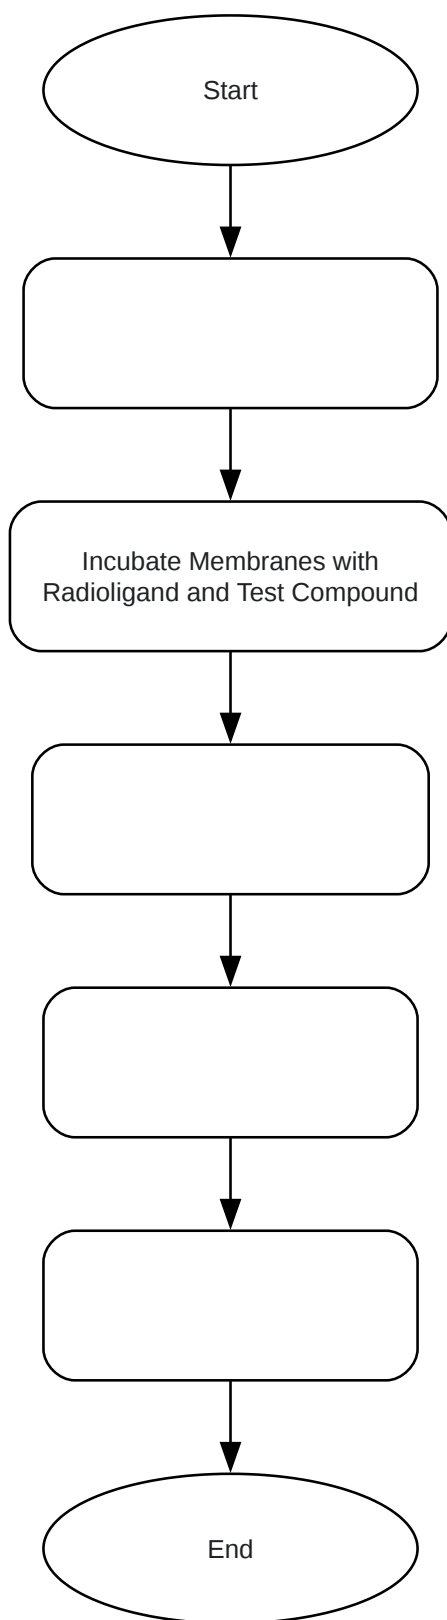 Start
Incubate Membranes with
Radioligand and Test Compound
End